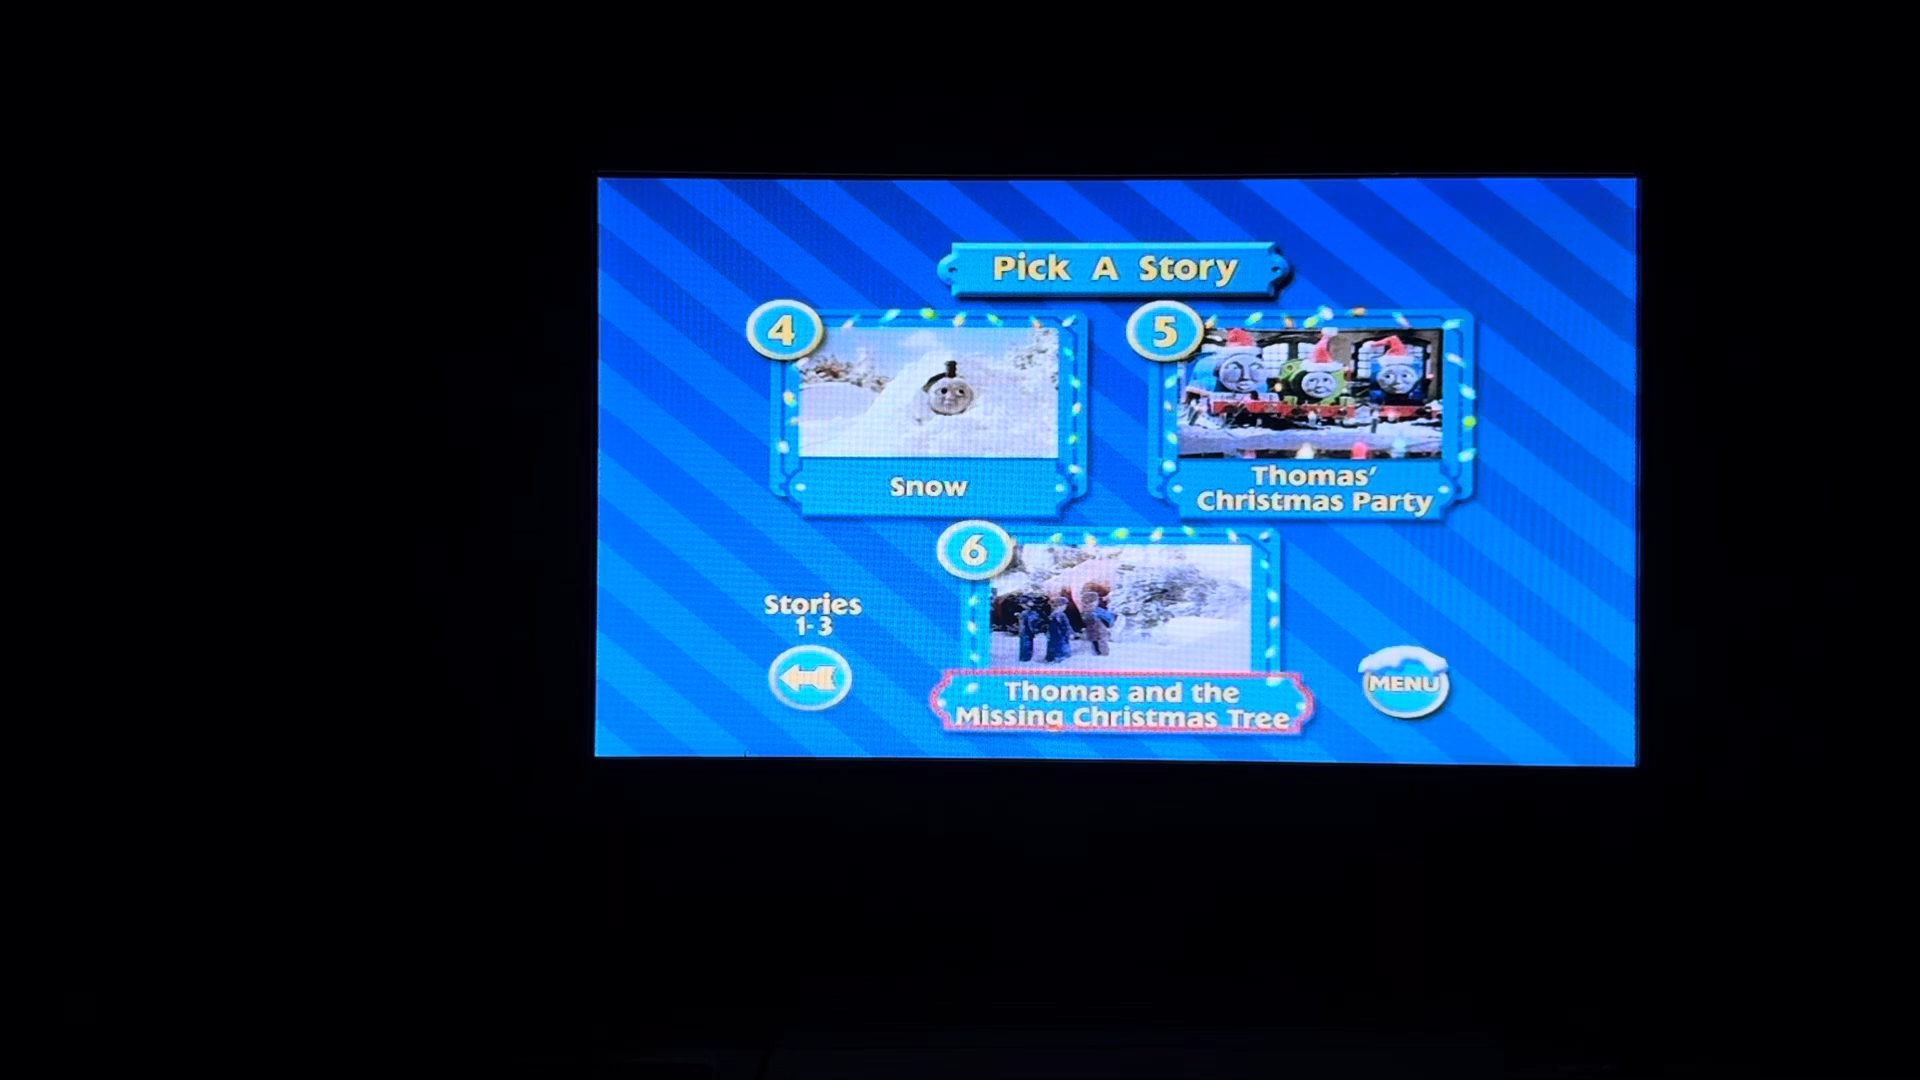 Pick A Story
4
Snow
5
Thomas'
Christmas Party
6
Thomas and the
Missing Christmas Tree
Stories
1-3
MENU